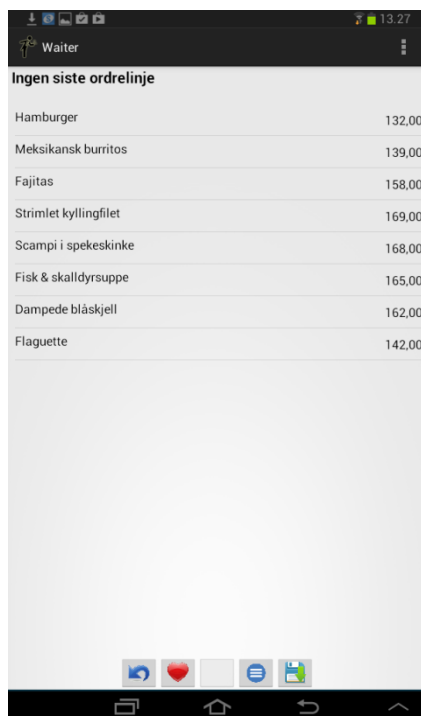 13.27
Waiter
Ingen siste ordrelinje
Hamburger 132,00
Meksikansk burritos 139,00
Fajitas 158,00
Strimlet kyllingfilet 169,00
Scampi i spekeskinke 168,00
Fisk & skalldyrsuppe 165,00
Dampede blàskjell 162,00
Flaguette 142,00